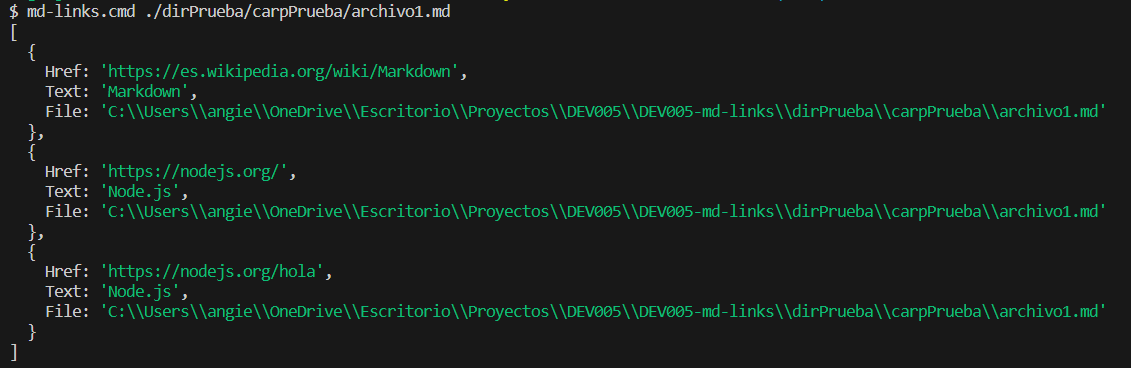 $ md-links.cmd ./dirPrueba/carpPrueba/archivo1.md
[
  {
    Href: 'https://es.wikipedia.org/wiki/Markdown',
    Text: 'Markdown',
    File: 'C:\\Users\\angie\\OneDrive\\Escritorio\\Proyectos\\DEV005\\DEV005-md-links\\dirPrueba\\carpPrueba\\archivo1.md'
  },
  {
    Href: 'https://nodejs.org/',
    Text: 'Node.js',
    File: 'C:\\Users\\angie\\OneDrive\\Escritorio\\Proyectos\\DEV005\\DEV005-md-links\\dirPrueba\\carpPrueba\\archivo1.md'
  },
  {
    Href: 'https://nodejs.org/hola',
    Text: 'Node.js',
    File: 'C:\\Users\\angie\\OneDrive\\Escritorio\\Proyectos\\DEV005\\DEV005-md-links\\dirPrueba\\carpPrueba\\archivo1.md'
  }
]